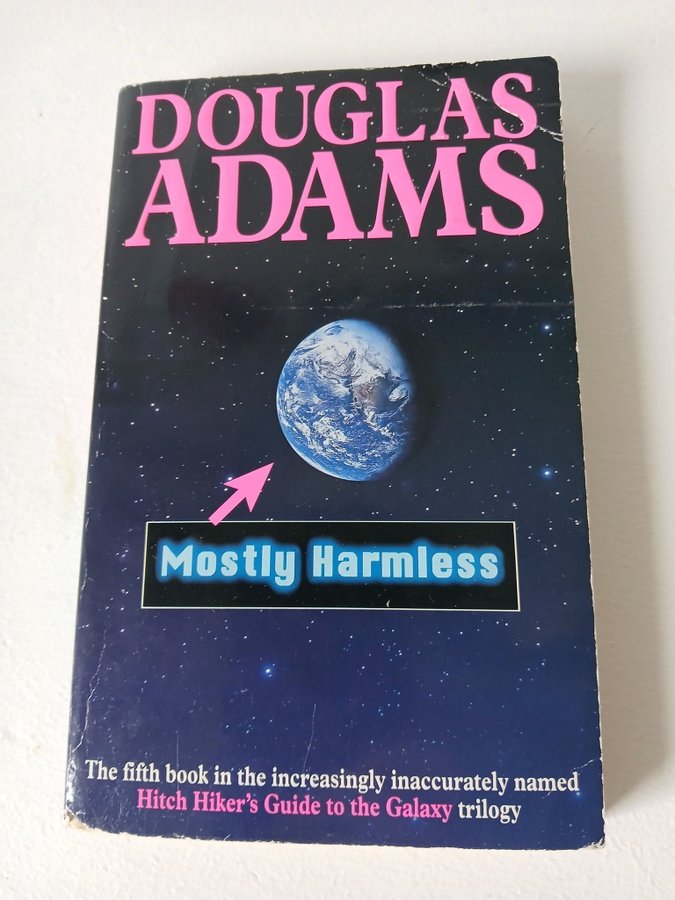 DOUGLAS
ADAMS
Mostly Harmless
The fifth book in the increasingly inaccurately named
Hitch Hiker's Guide to the Galaxy trilogy